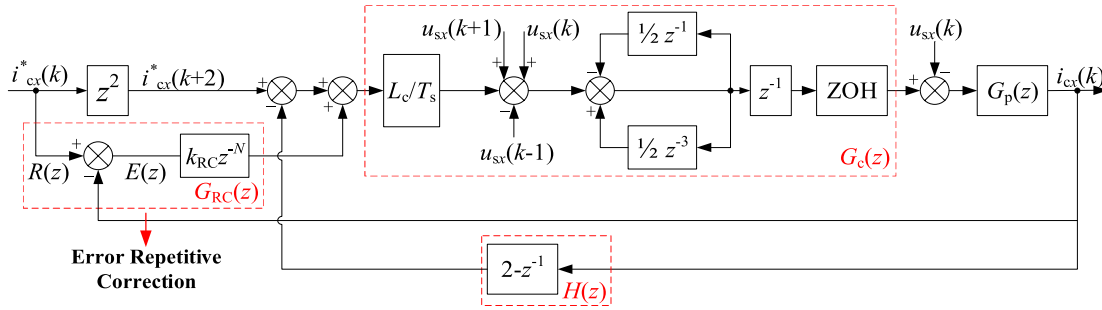 u_sx(k+1) u_sx(k) ½ z⁻¹ u_sx(k)
i*_cx(k) z² i*_cx(k+2) + − + + L_c/T_s + + − − + z⁻¹ ZOH + − G_p(z) i_cx(k)
+ − R(z) E(z) k_RC z⁻ᴺ + u_sx(k-1) ½ z⁻³ G_c(z)
G_RC(z)
Error Repetitive
Correction
2-z⁻¹ H(z)